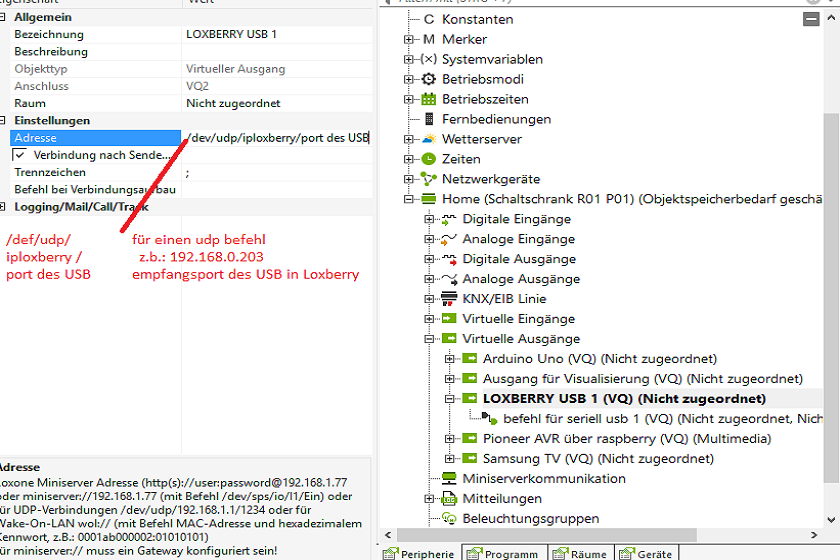 Wert
Allgemein
Bezeichnung LOXBERRY USB 1
Beschreibung
Objekttyp Virtueller Ausgang
Anschluss VQ2
Raum Nicht zugeordnet
Einstellungen
Adresse /dev/udp/iploxberry/port des USB
Verbindung nach Sende...
Trennzeichen ;
Befehl bei Verbindungsaufbau
Logging/Mail/Call/Track
/def/udp/ für einen udp befehl
iploxberry / z.b.: 192.168.0.203
port des USB empfangsport des USB in Loxberry
Adresse
Loxone Miniserver Adresse (http(s)://user:password@192.168.1.77
oder miniserver://192.168.1.77 (mit Befehl /dev/sps/io/I1/Ein) oder
für UDP-Verbindungen /dev/udp/192.168.1.1/1234 oder für
Wake-On-LAN wol:// (mit Befehl MAC-Adresse und hexadezimalem
Kennwort, z.B.: 0001ab000002:01010101)
für miniserver:// muss ein Gateway konfiguriert sein!
Konstanten
Merker
Systemvariablen
Betriebsmodi
Betriebszeiten
Fernbedienungen
Wetterserver
Zeiten
Netzwerkgeräte
Home (Schaltschrank R01 P01) (Objektspeicherbedarf geschä
Digitale Eingänge
Analoge Eingänge
Digitale Ausgänge
Analoge Ausgänge
KNX/EIB Linie
Virtuelle Eingänge
Virtuelle Ausgänge
Arduino Uno (VQ) (Nicht zugeordnet)
Ausgang für Visualisierung (VQ) (Nicht zugeordnet)
LOXBERRY USB 1 (VQ) (Nicht zugeordnet)
befehl für seriell usb 1 (VQ) (Nicht zugeordnet, Nich
Pioneer AVR über raspberry (VQ) (Multimedia)
Samsung TV (VQ) (Nicht zugeordnet)
Miniserverkommunikation
Mitteilungen
Beleuchtungsgruppen
Peripherie Programm Räume Geräte